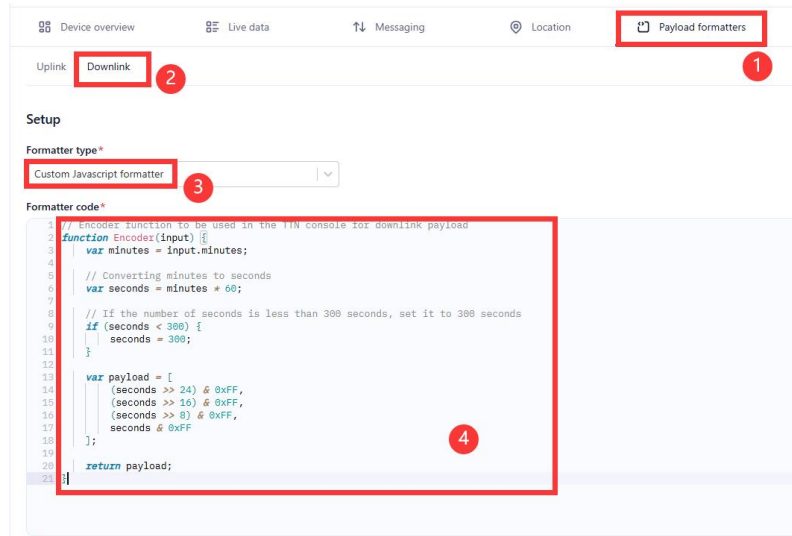 Device overview Live data Messaging Location Payload formatters
1
Uplink Downlink
2
Setup
Formatter type*
Custom Javascript formatter
3
Formatter code*
1 // Encoder function to be used in the TTN console for downlink payload
2 function Encoder(input) {
3 var minutes = input.minutes;
4
5 // Converting minutes to seconds
6 var seconds = minutes * 60;
7
8 // If the number of seconds is less than 300 seconds, set it to 300 seconds
9 if (seconds < 300) {
10 seconds = 300;
11 }
12
13 var payload = [
14 (seconds >> 24) & 0xFF,
15 (seconds >> 16) & 0xFF,
16 (seconds >> 8) & 0xFF,
17 seconds & 0xFF
18 ];
4
19
20 return payload;
21 }